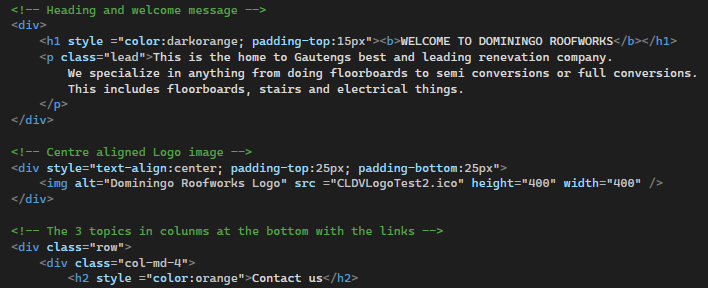 <!-- Heading and welcome message -->
<div>
    <h1 style ="color:darkorange; padding-top:15px"><b>WELCOME TO DOMININGO ROOFWORKS</b></h1>
    <p class="lead">This is the home to Gautengs best and leading renevation company.
        We specialize in anything from doing floorboards to semi conversions or full conversions.
        This includes floorboards, stairs and electrical things.
    </p>
</div>

<!-- Centre aligned Logo image -->
<div style="text-align:center; padding-top:25px; padding-bottom:25px">
    <img alt="Dominingo Roofworks Logo" src ="CLDVLogoTest2.ico" height="400" width="400" />
</div>

<!-- The 3 topics in colunms at the bottom with the links -->
<div class="row">
    <div class="col-md-4">
        <h2 style ="color:orange">Contact us</h2>